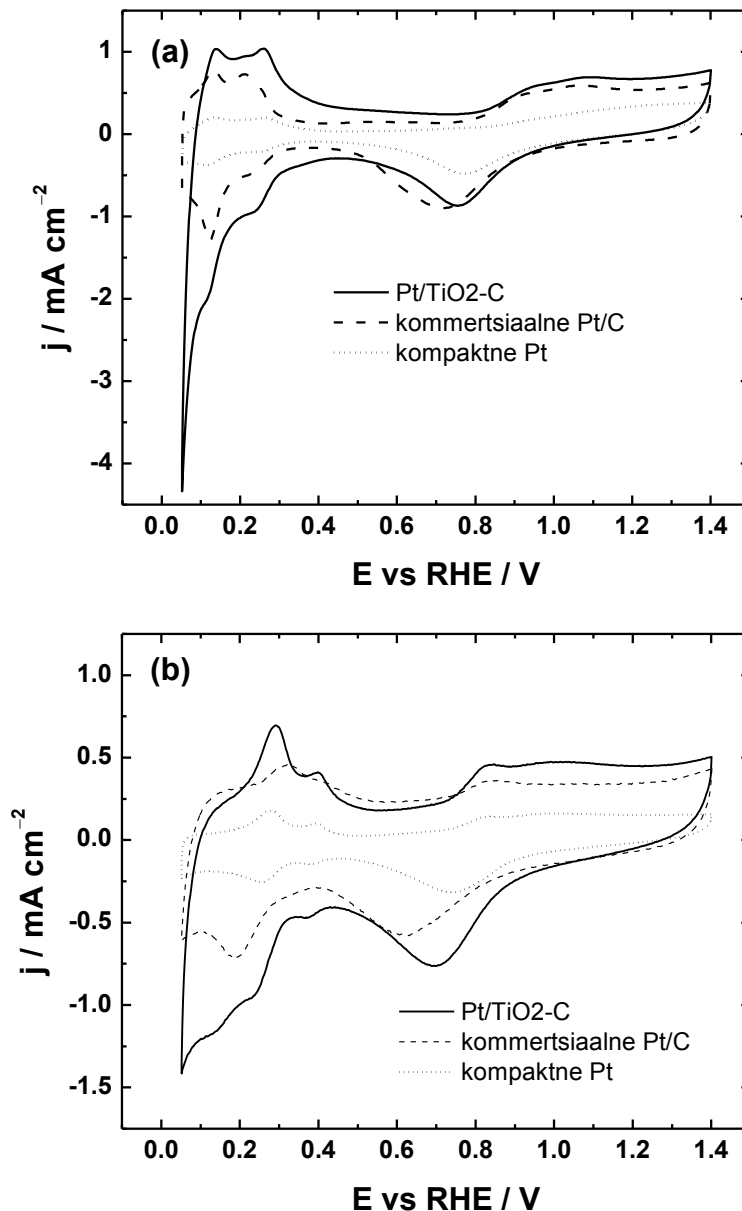 (a)
1
0
-1
-2
-3
-4
j / mA cm⁻²
Pt/TiO2-C
kommertsiaalne Pt/C
kompaktne Pt
0.0 0.2 0.4 0.6 0.8 1.0 1.2 1.4
E vs RHE / V
(b)
1.0
0.5
0.0
-0.5
-1.0
-1.5
j / mA cm⁻²
Pt/TiO2-C
kommertsiaalne Pt/C
kompaktne Pt
0.0 0.2 0.4 0.6 0.8 1.0 1.2 1.4
E vs RHE / V